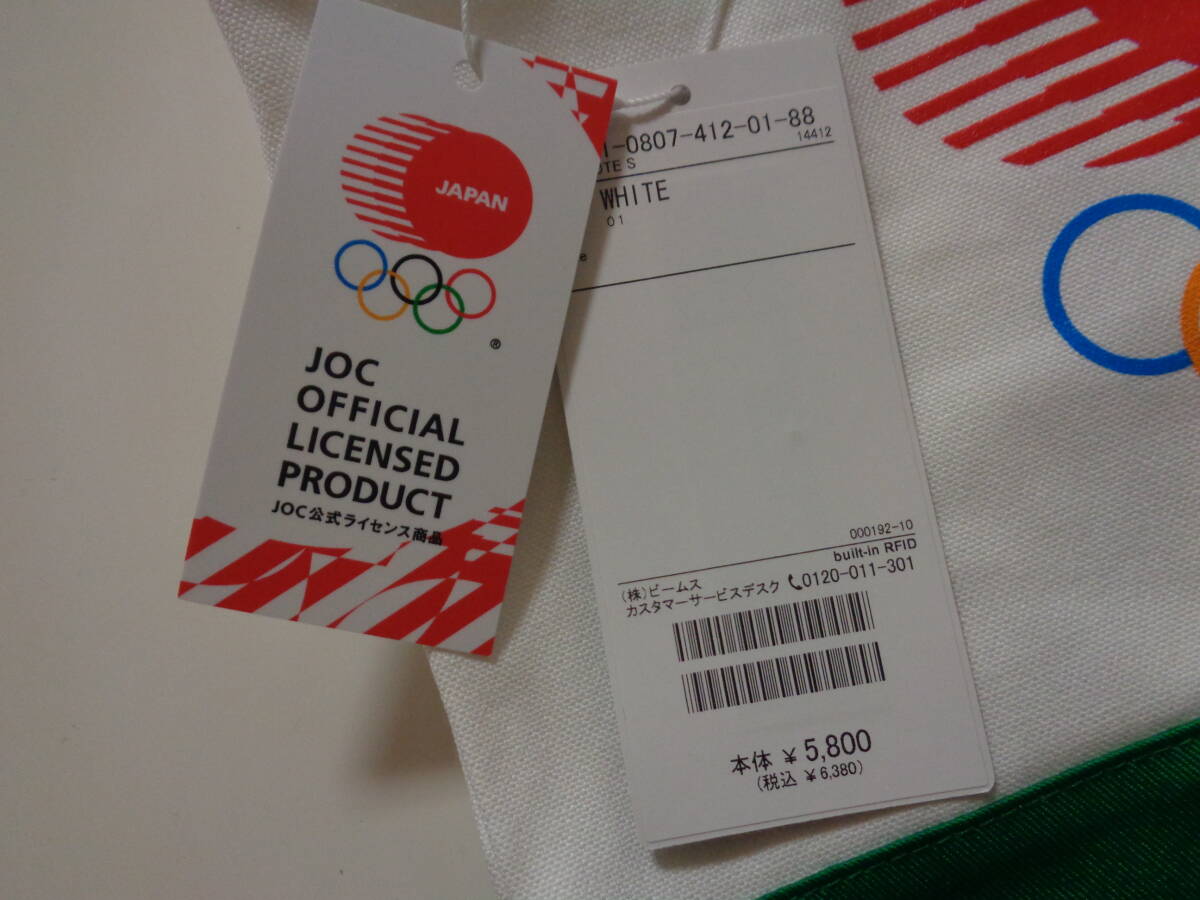 JAPAN
®
JOC
OFFICIAL
LICENSED
PRODUCT
JOC公式ライセンス商品
1-0807-412-01-88
14412
OTE S
WHITE
01
e
000192-10
built-in RFID
(株)ビームス
カスタマーサービスデスク 0120-011-301
本体 ¥5,800
(税込 ¥6,380)